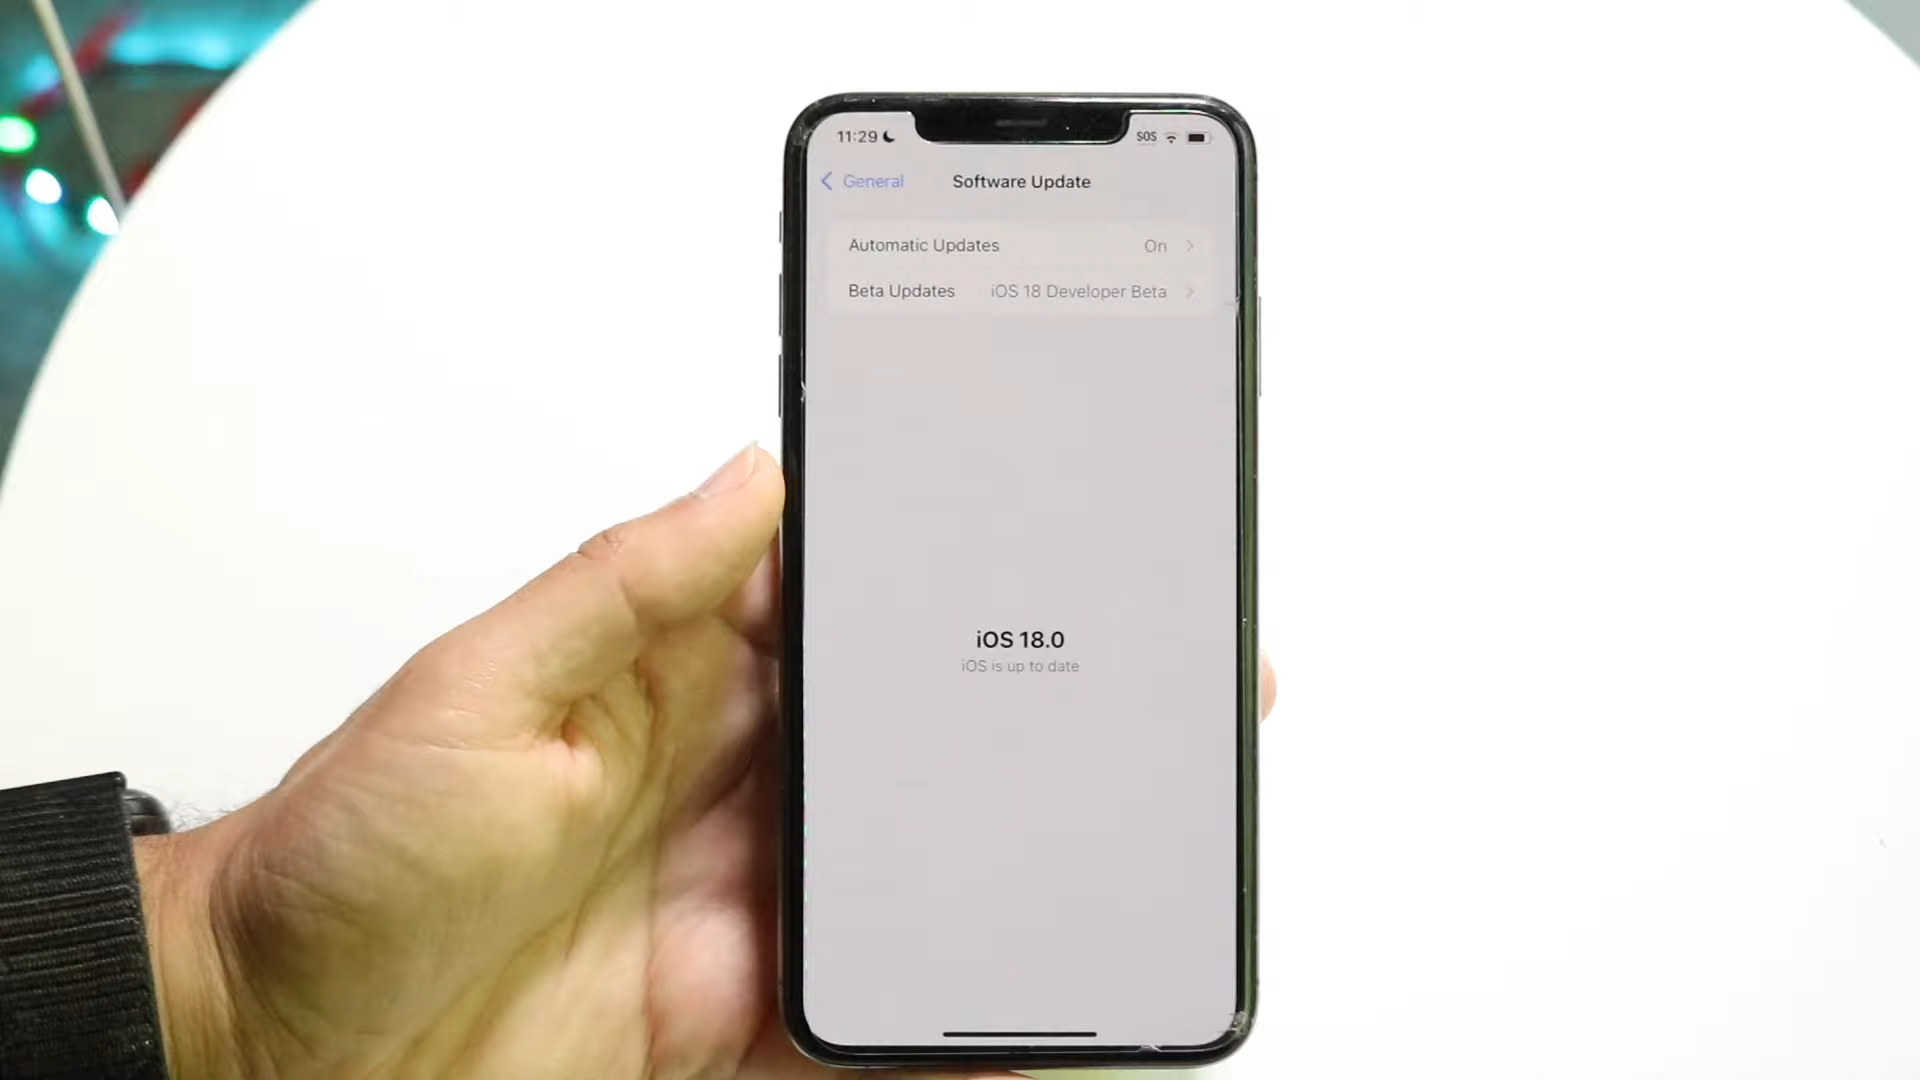 11:29 SOS
General Software Update
Automatic Updates On
Beta Updates iOS 18 Developer Beta
iOS 18.0
iOS is up to date